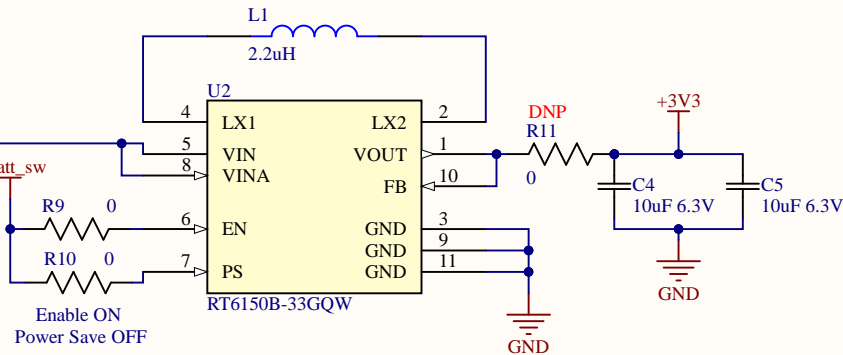 L1
2.2uH
U2
4 LX1 LX2 2
DNP
R11
0
+3V3
5 VIN VOUT 1
8 VINA
FB 10
att_sw
C4
10uF 6.3V
C5
10uF 6.3V
R9 0
6 EN GND 3
GND 9
R10 0
7 PS GND 11
RT6150B-33GQW
GND
GND
Enable ON
Power Save OFF